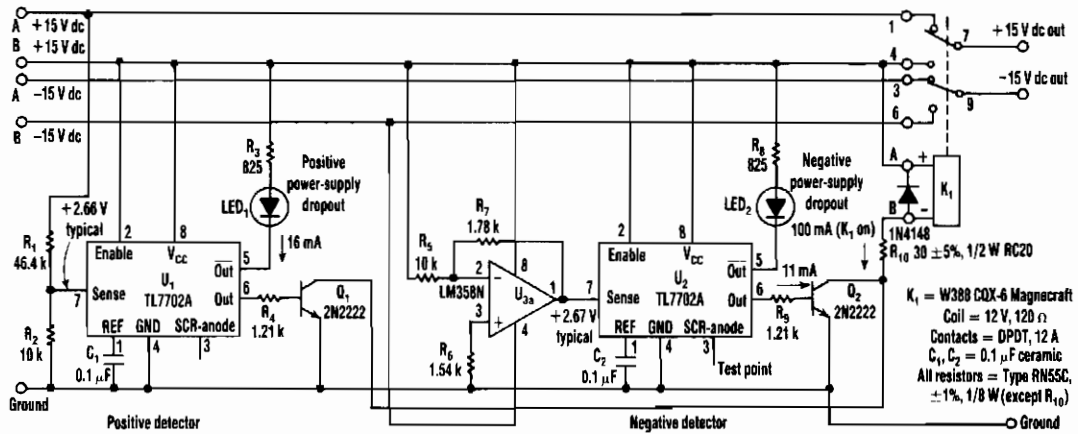 A +15 V dc
B +15 V dc
A −15 V dc
B −15 V dc
1
4
3
6
7
9
+15 V dc out
−15 V dc out
+2.66 V
typical
R1
46.4 k
R2
10 k
R3
825
LED1
Positive
power-supply
dropout
16 mA
2
Enable
8
VCC
U1
TL7702A
7
Sense
5
Out
6
Out
R4
1.21 k
REF
GND
SCR-anode
1
4
3
C1
0.1 µF
Q1
2N2222
R5
10 k
R7
1.78 k
2
−
LM358N
3
+
8
U3a
1
4
R6
1.54 k
+2.67 V
typical
2
Enable
8
VCC
U2
TL7702A
7
Sense
5
Out
6
Out
REF
GND
SCR-anode
1
4
3
Test point
C2
0.1 µF
R8
825
LED2
Negative
power-supply
dropout
100 mA (K1 on)
11 mA
R9
1.21 k
Q2
2N2222
A
+
B
−
K1
1N4148
R10 30 ±5%, 1/2 W RC20
K1 = W388 CQX-6 Magnecraft
Coil = 12 V, 120 Ω
Contacts = DPDT, 12 A
C1, C2 = 0.1 µF ceramic
All resistors = Type RN55C,
±1%, 1/8 W (except R10)
Ground
Positive detector
Negative detector
Ground